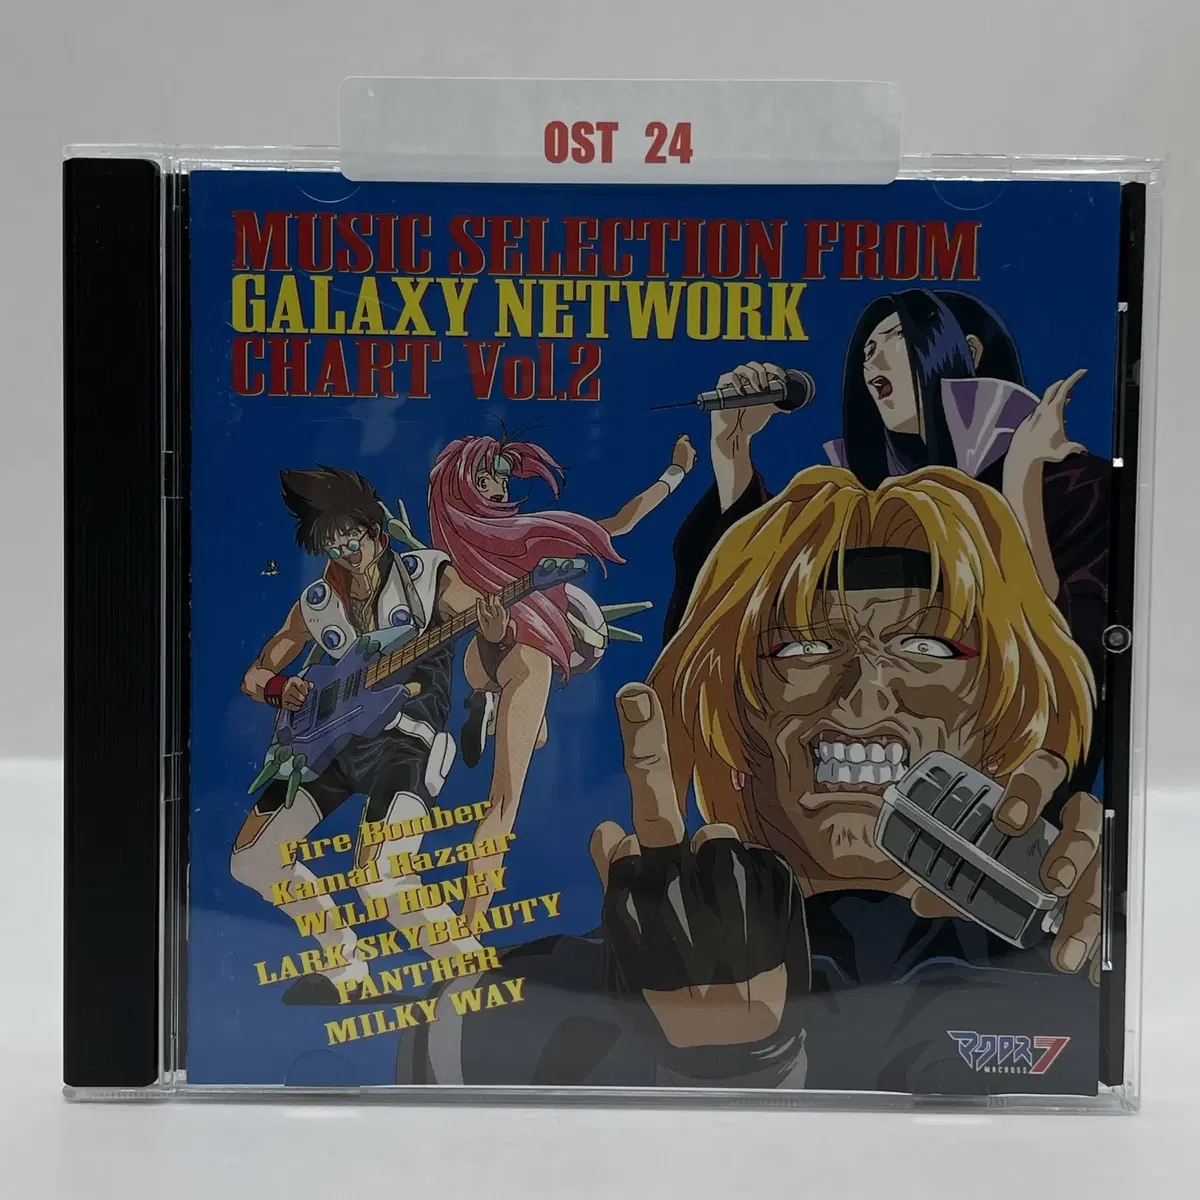 OST 24
MUSIC SELECTION FROM
GALAXY NETWORK
CHART Vol.2
Fire Bomber
Kamal Hazaar
WILD HONEY
LARK SKYBEAUTY
PANTHER
MILKY WAY
マクロス7
MACROSS